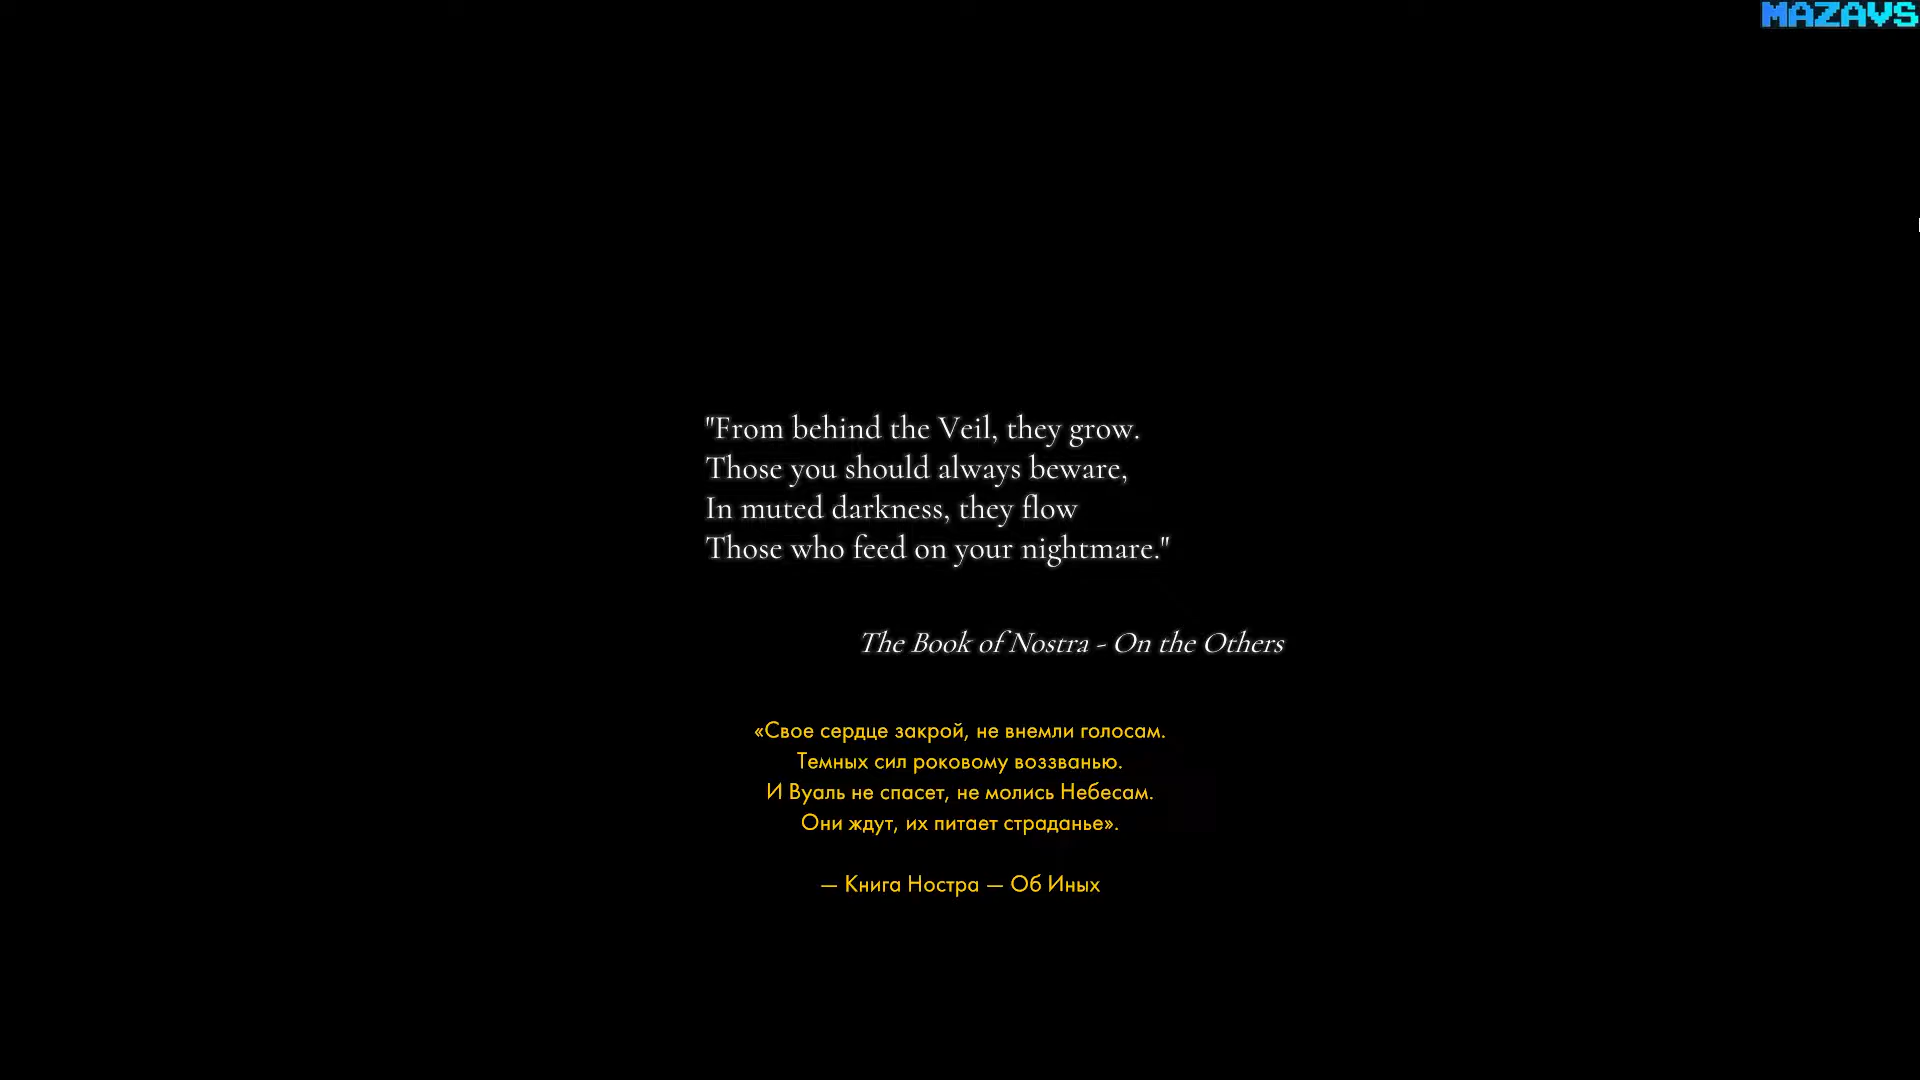 MAZAVS
"From behind the Veil, they grow.
Those you should always beware,
In muted darkness, they flow
Those who feed on your nightmare."
The Book of Nostra - On the Others
«Свое сердце закрой, не внемли голосам.
Темных сил роковому воззванью.
И Вуаль не спасет, не молись Небесам.
Они ждут, их питает страданье».
— Книга Ностра — Об Иных